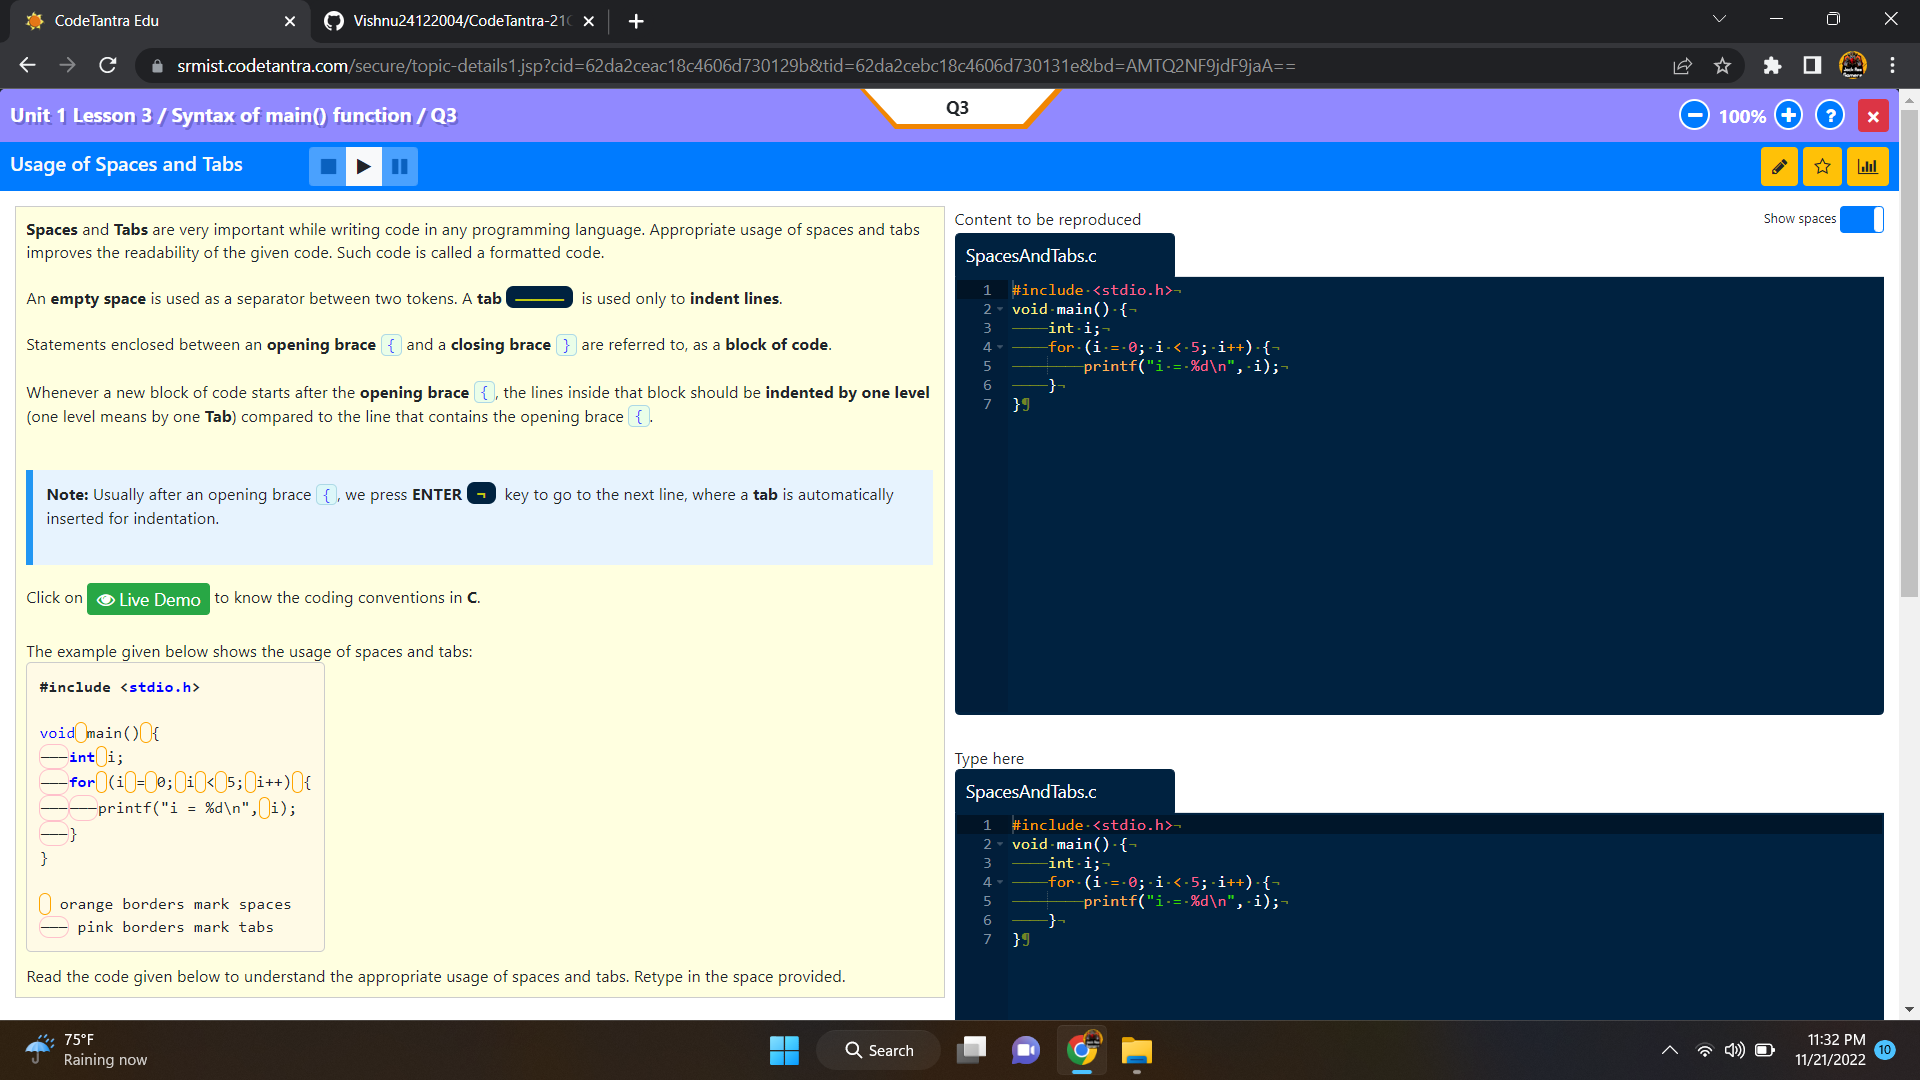 CodeTantra Edu
Vishnu24122004/CodeTantra-21C
srmist.codetantra.com/secure/topic-details1.jsp?cid=62da2ceac18c4606d730129b&tid=62da2cebc18c4606d730131e&bd=AMTQ2NF9jdF9jaA==
Unit 1 Lesson 3 / Syntax of main() function / Q3
Q3
100%
?
Usage of Spaces and Tabs
Spaces and Tabs are very important while writing code in any programming language. Appropriate usage of spaces and tabs
improves the readability of the given code. Such code is called a formatted code.
An empty space is used as a separator between two tokens. A tab ——— is used only to indent lines.
Statements enclosed between an opening brace { and a closing brace } are referred to, as a block of code.
Whenever a new block of code starts after the opening brace {, the lines inside that block should be indented by one level
(one level means by one Tab) compared to the line that contains the opening brace {.
Note: Usually after an opening brace {, we press ENTER ¬ key to go to the next line, where a tab is automatically
inserted for indentation.
Click on Live Demo to know the coding conventions in C.
The example given below shows the usage of spaces and tabs:
#include <stdio.h>
void main() {
———int i;
———for (i = 0; i < 5; i++) {
——————printf("i = %d\n", i);
———}
}
orange borders mark spaces
——— pink borders mark tabs
Read the code given below to understand the appropriate usage of spaces and tabs. Retype in the space provided.
Content to be reproduced
Show spaces
SpacesAndTabs.c
1 #include·<stdio.h>¬
2 void·main()·{¬
3 ————int·i;¬
4 ————for·(i·=·0;·i·<·5;·i++)·{¬
5 ————————printf("i·=·%d\n",·i);¬
6 ————}¬
7 }¶
Type here
SpacesAndTabs.c
1 #include·<stdio.h>¬
2 void·main()·{¬
3 ————int·i;¬
4 ————for·(i·=·0;·i·<·5;·i++)·{¬
5 ————————printf("i·=·%d\n",·i);¬
6 ————}¬
7 }¶
75°F
Raining now
Search
11:32 PM
11/21/2022
10